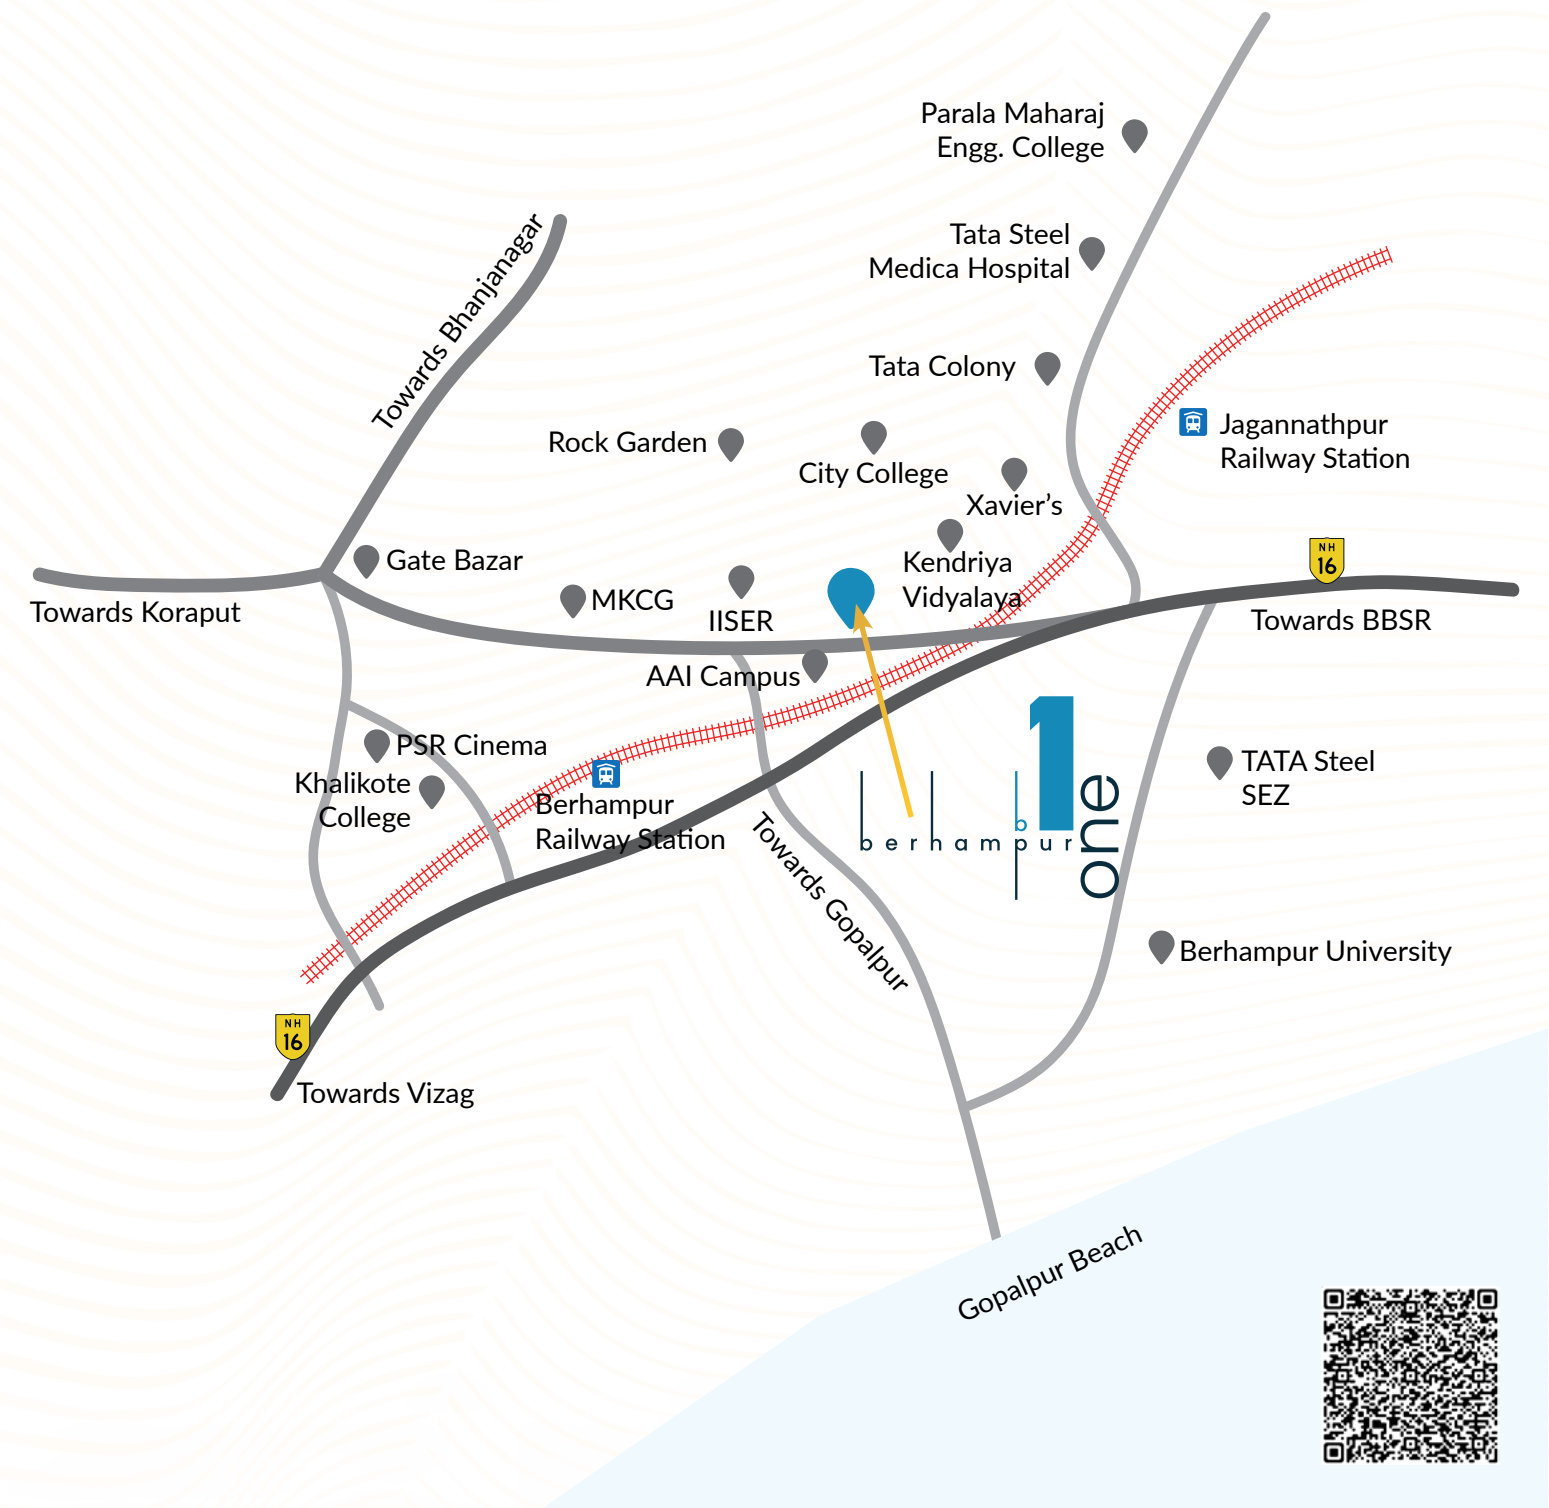 Parala Maharaj
Engg. College
Tata Steel
Medica Hospital
Towards Bhanjanagar
Tata Colony
Rock Garden
City College
Jagannathpur
Railway Station
Xavier's
Gate Bazar
Kendriya
Vidyalaya
NH
16
Towards Koraput
MKCG
IISER
Towards BBSR
AAI Campus
PSR Cinema
Khalikote
College
Berhampur
Railway Station
TATA Steel
SEZ
1
b
berhampur
one
Towards Gopalpur
Berhampur University
NH
16
Towards Vizag
Gopalpur Beach